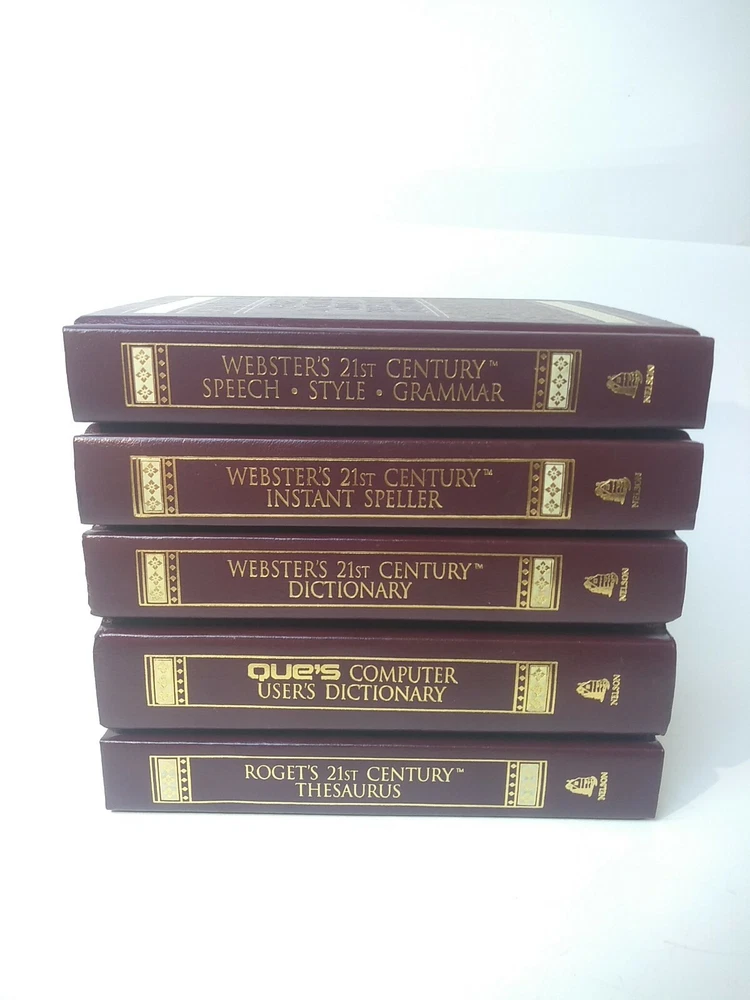 WEBSTER'S 21ST CENTURY™
SPEECH • STYLE • GRAMMAR
NELSON
WEBSTER'S 21ST CENTURY™
INSTANT SPELLER
NELSON
WEBSTER'S 21ST CENTURY™
DICTIONARY
NELSON
QUE'S COMPUTER
USER'S DICTIONARY
NELSON
ROGET'S 21ST CENTURY™
THESAURUS
NELSON